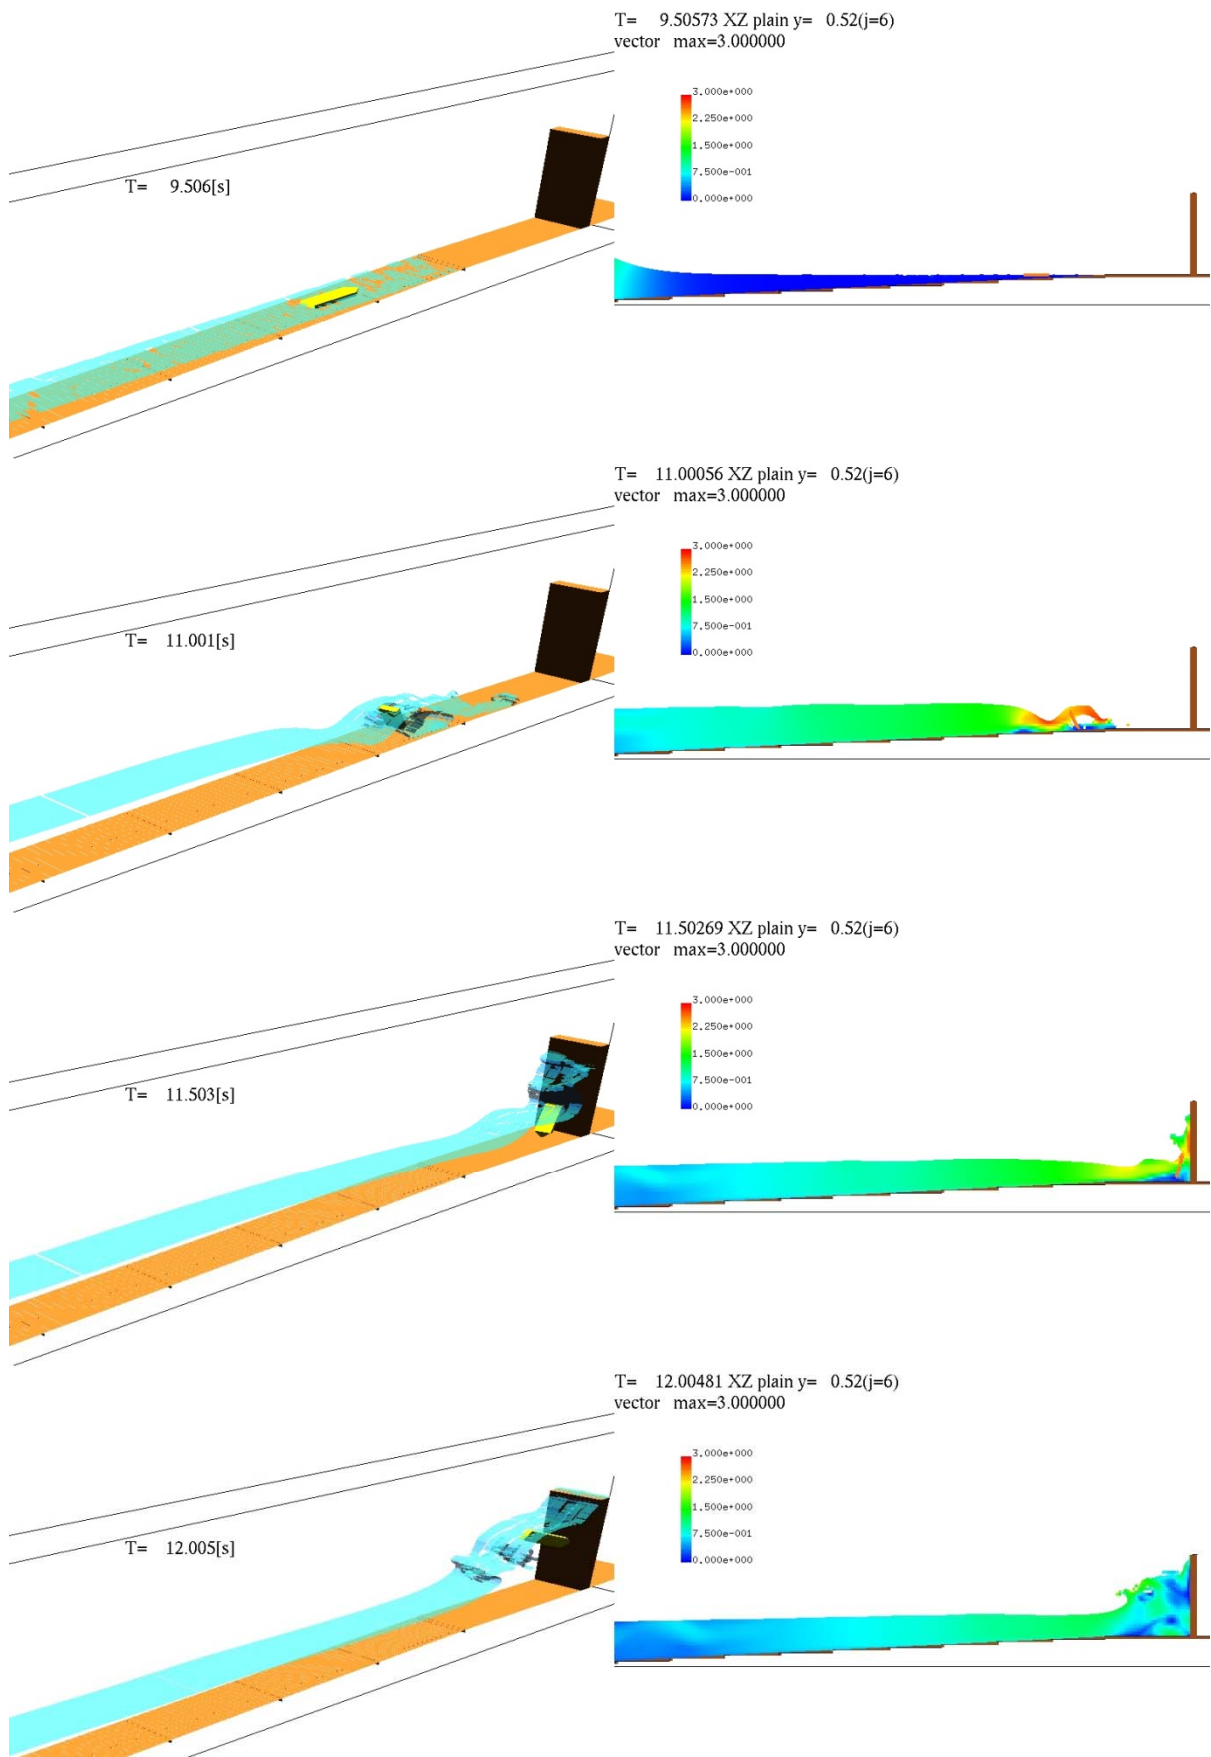 T= 9.50573 XZ plain y= 0.52(j=6)
vector max=3.000000
3.000e+000
2.250e+000
1.500e+000
7.500e-001
0.000e+000
T= 9.506[s]
T= 11.00056 XZ plain y= 0.52(j=6)
vector max=3.000000
3.000e+000
2.250e+000
1.500e+000
7.500e-001
0.000e+000
T= 11.001[s]
T= 11.50269 XZ plain y= 0.52(j=6)
vector max=3.000000
3.000e+000
2.250e+000
1.500e+000
7.500e-001
0.000e+000
T= 11.503[s]
T= 12.00481 XZ plain y= 0.52(j=6)
vector max=3.000000
3.000e+000
2.250e+000
1.500e+000
7.500e-001
0.000e+000
T= 12.005[s]